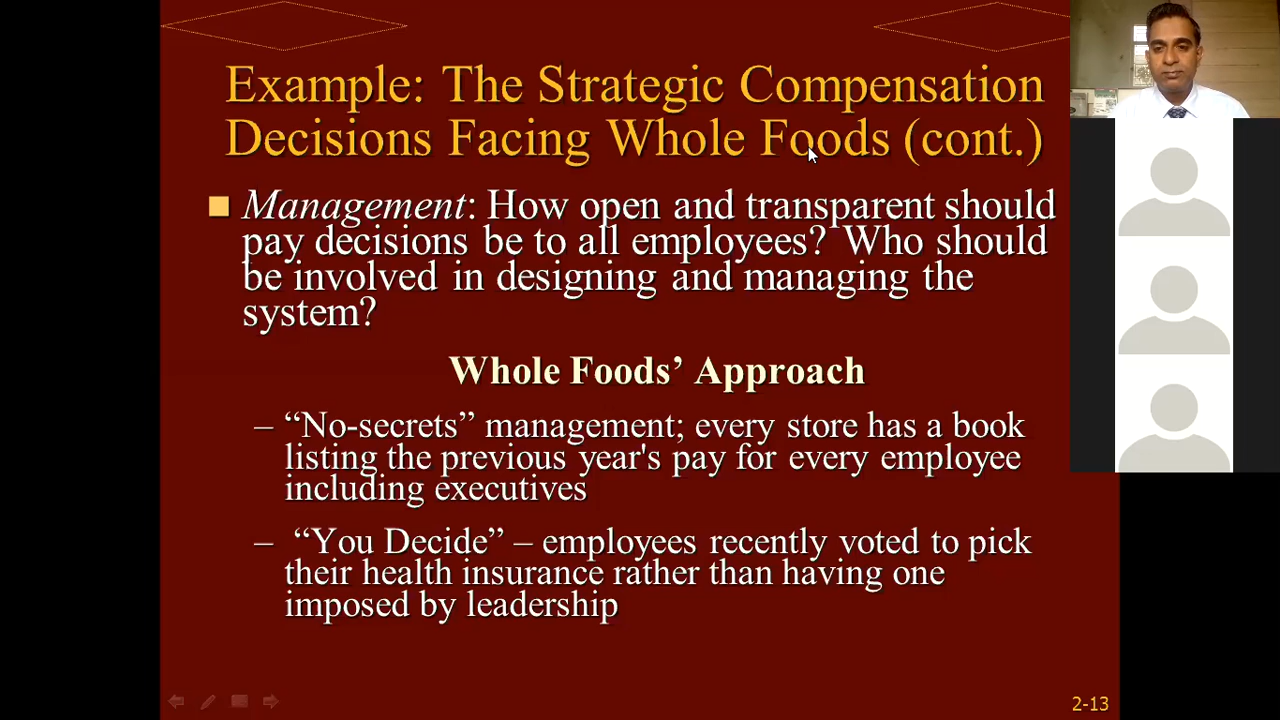 Example: The Strategic Compensation
Decisions Facing Whole Foods (cont.)
Management: How open and transparent should
pay decisions be to all employees? Who should
be involved in designing and managing the
system?
Whole Foods’ Approach
– “No-secrets” management; every store has a book
listing the previous year's pay for every employee
including executives
– “You Decide” – employees recently voted to pick
their health insurance rather than having one
imposed by leadership
2-13